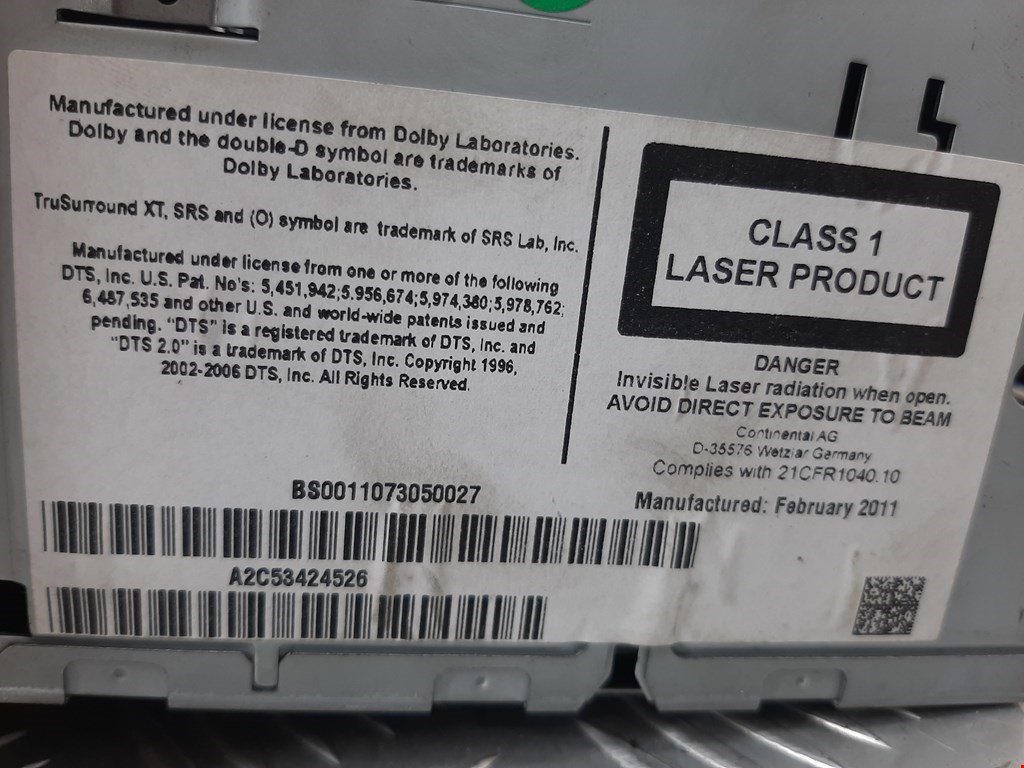 Manufactured under license from Dolby Laboratories.
Dolby and the double-D symbol are trademarks of
Dolby Laboratories.
TruSurround XT, SRS and (O) symbol are trademark of SRS Lab, Inc.
Manufactured under license from one or more of the following
DTS, Inc. U.S. Pat. No's: 5,451,942;5.956,674;5,974,380;5,978,762;
6,487,535 and other U.S. and world-wide patents issued and
pending. "DTS" is a registered trademark of DTS, Inc. and
"DTS 2.0" is a trademark of DTS, Inc. Copyright 1996,
2002-2006 DTS, Inc. All Rights Reserved.
CLASS 1
LASER PRODUCT
DANGER
Invisible Laser radiation when open.
AVOID DIRECT EXPOSURE TO BEAM
Continental AG
D-35576 Wetzlar Germany
Complies with 21CFR1040.10
Manufactured: February 2011
BS0011073050027
A2C53424526